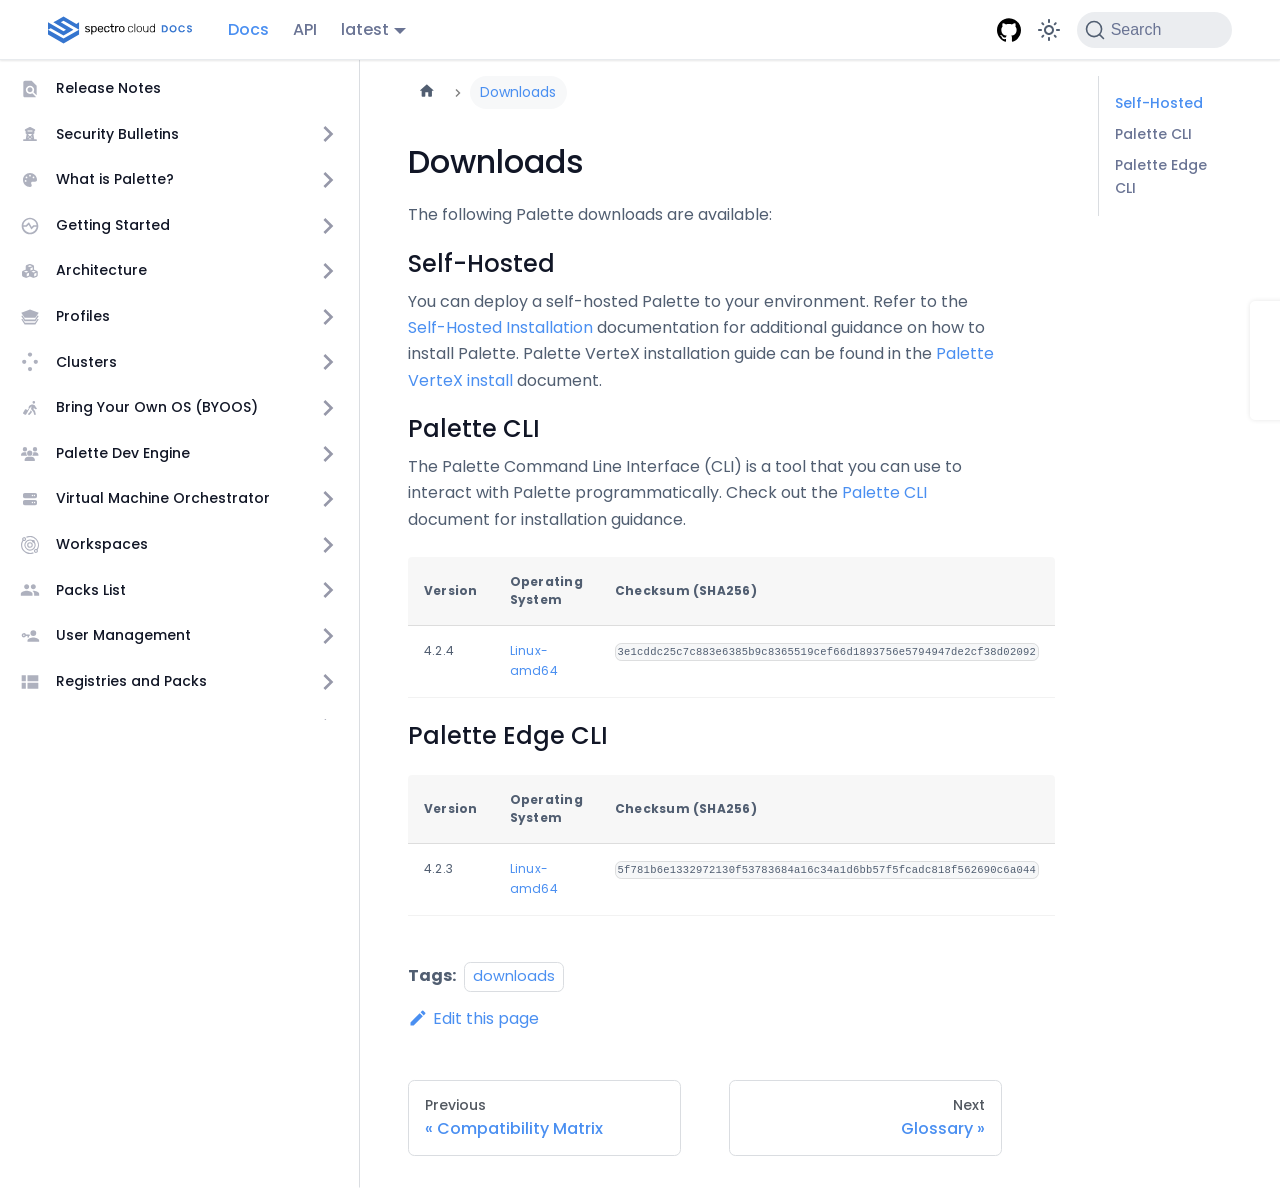 spectro cloud DOCS
Docs
API
latest
Search
Release Notes
Security Bulletins
What is Palette?
Getting Started
Architecture
Profiles
Clusters
Bring Your Own OS (BYOOS)
Palette Dev Engine
Virtual Machine Orchestrator
Workspaces
Packs List
User Management
Registries and Packs
Downloads
Downloads
The following Palette downloads are available:
Self-Hosted
You can deploy a self-hosted Palette to your environment. Refer to the
Self-Hosted Installation documentation for additional guidance on how to
install Palette. Palette VerteX installation guide can be found in the Palette
VerteX install document.
Palette CLI
The Palette Command Line Interface (CLI) is a tool that you can use to
interact with Palette programmatically. Check out the Palette CLI
document for installation guidance.
Version Operating System Checksum (SHA256)
4.2.4 Linux-amd64 3e1cddc25c7c883e6385b9c8365519cef66d1893756e5794947de2cf38d02092
Palette Edge CLI
Version Operating System Checksum (SHA256)
4.2.3 Linux-amd64 5f781b6e1332972130f53783684a16c34a1d6bb57f5fcadc818f562690c6a044
Tags: downloads
Edit this page
Previous
« Compatibility Matrix
Next
Glossary »
Self-Hosted
Palette CLI
Palette Edge
CLI